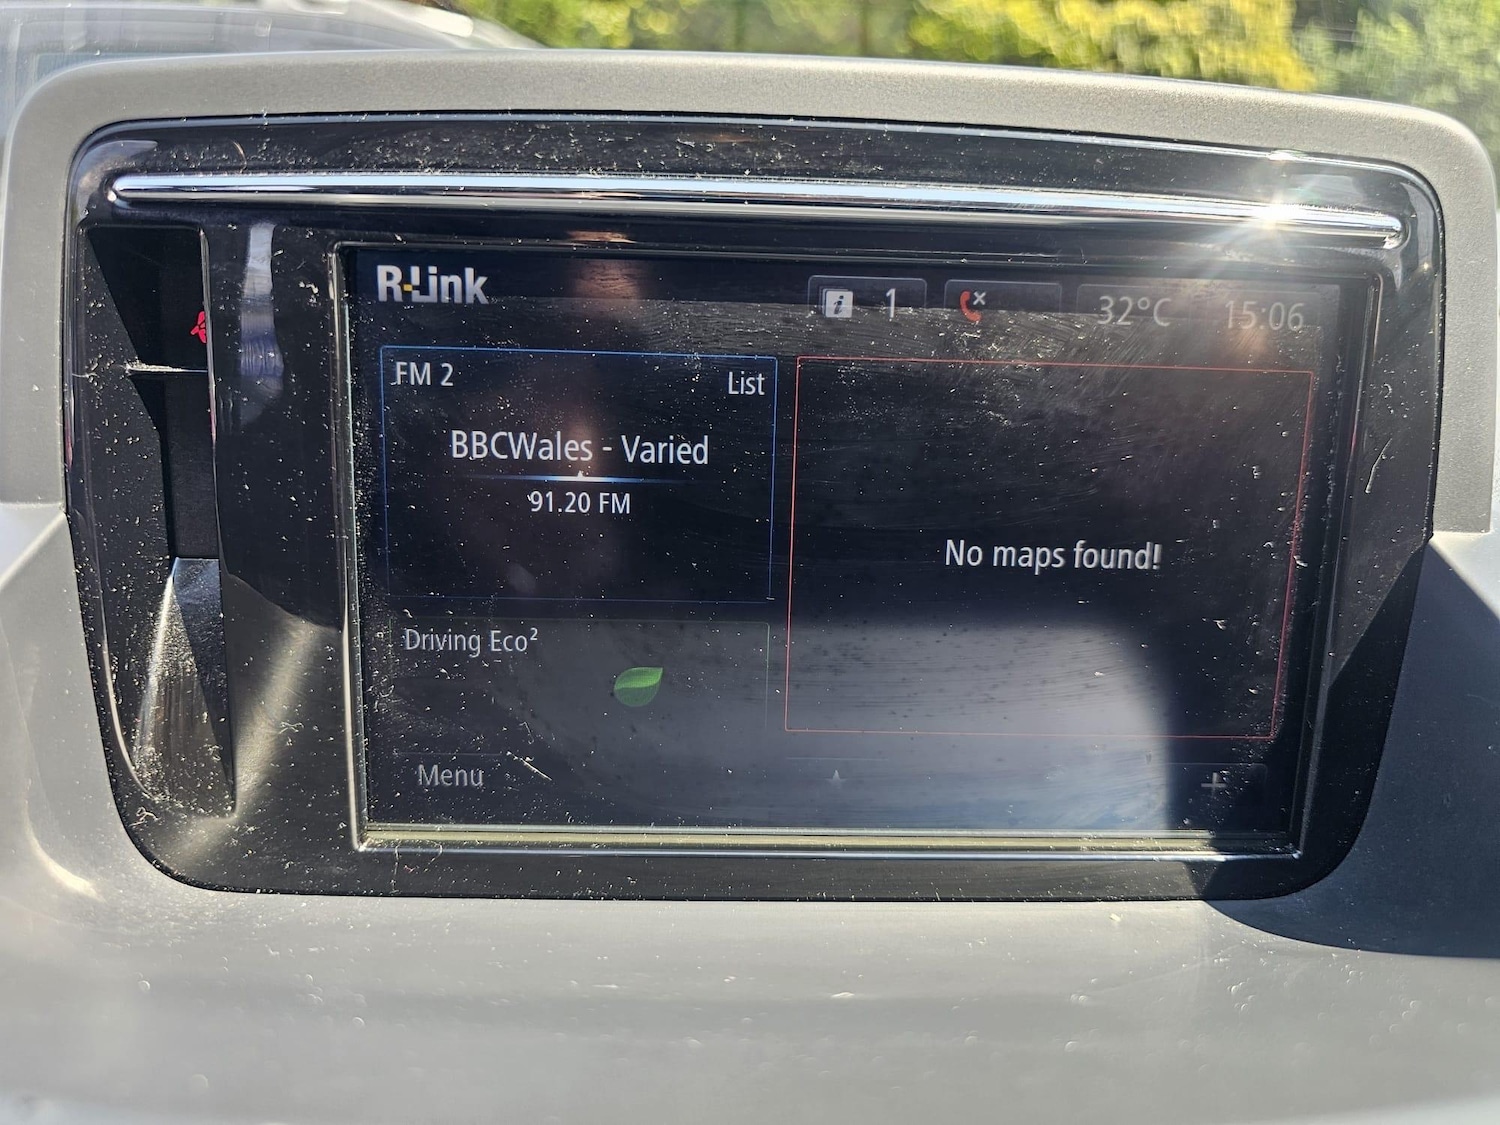 R-Link
i 1
32°C
15:06
FM 2
List
BBCWales - Varied
91.20 FM
No maps found!
Driving Eco²
Menu
+